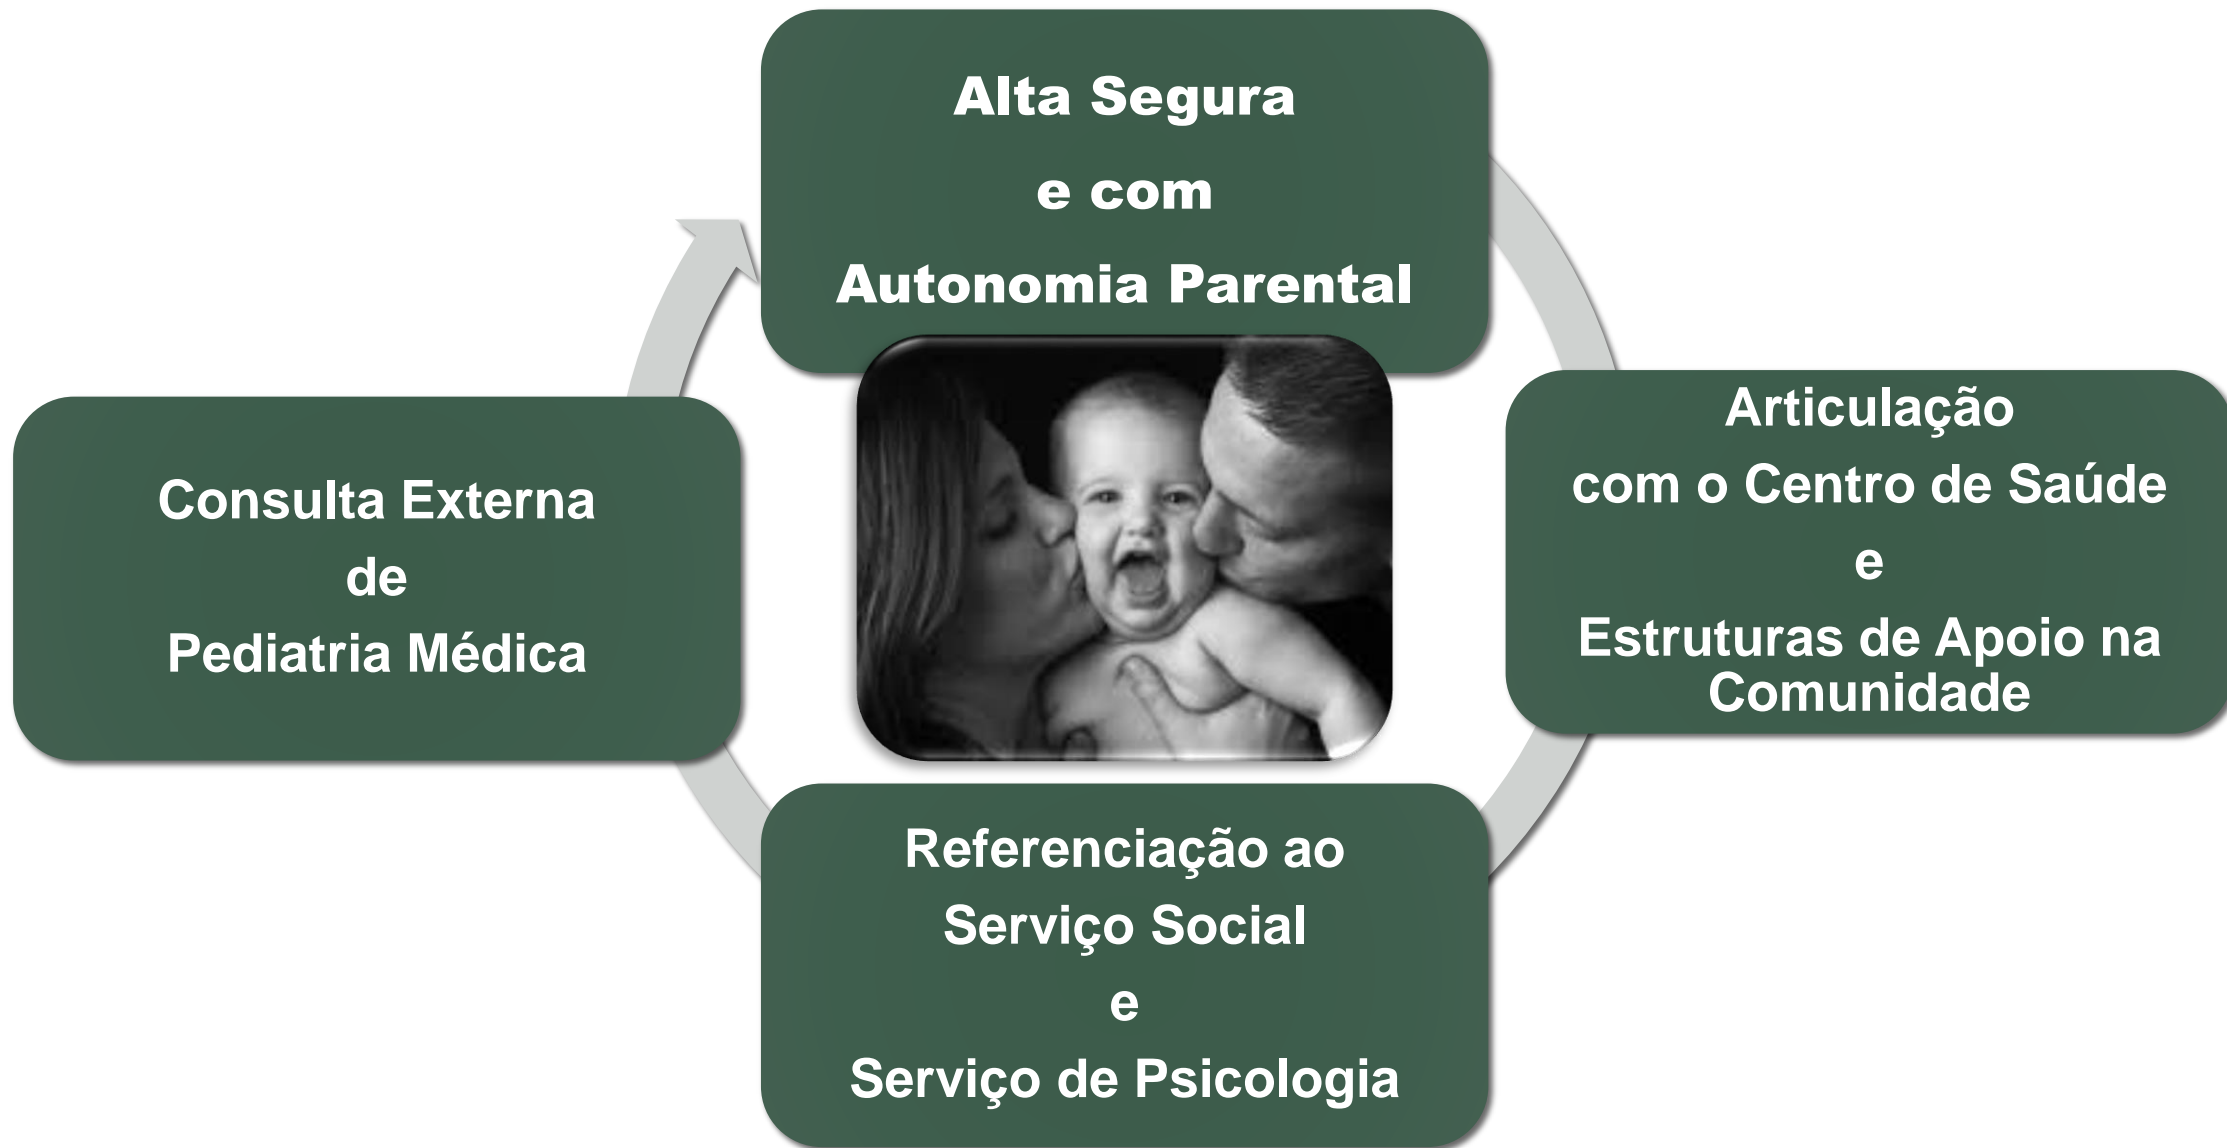 Alta Segura
e com
Autonomia Parental
Articulação
com o Centro de Saúde
e
Estruturas de Apoio na
Comunidade
Referenciação ao
Serviço Social
e
Serviço de Psicologia
Consulta Externa
de
Pediatria Médica